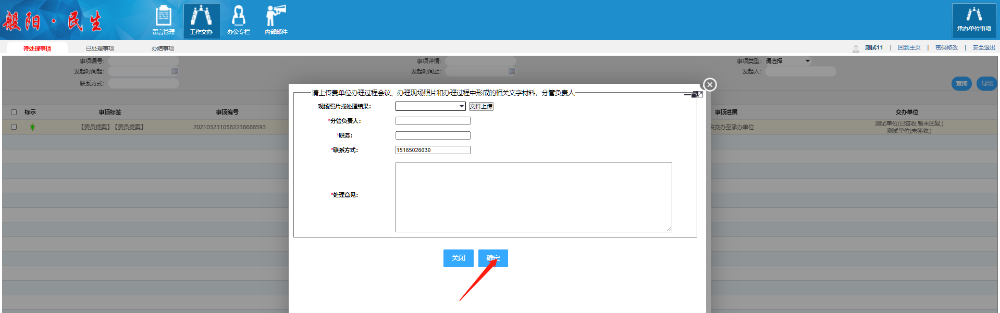 般阳·民生
留言管理
工作交办
办公专栏
内部邮件
承办单位事项
待处理事项
已处理事项
办结事项
测试11 | 回到主页 | 密码修改 | 安全退出
事项编号:
事项详情:
事项类型: 请选择
发起时间起:
发起时间止:
发起人:
联系方式:
查询
导出
请上传贵单位办理过程会议、办理现场照片和办理过程中形成的相关文字材料，分管负责人
标示
事项标签
事项编号
事项进展
交办单位
【委员提案】【委员提案】
2021032310582238688593
交办至承办单位
测试单位(已签收,暂未回复,)
测试单位(未签收,)
现场照片或处理结果:
文件上传
*分管负责人:
*职务:
*联系方式:
15165026030
*处理意见:
关闭
确定